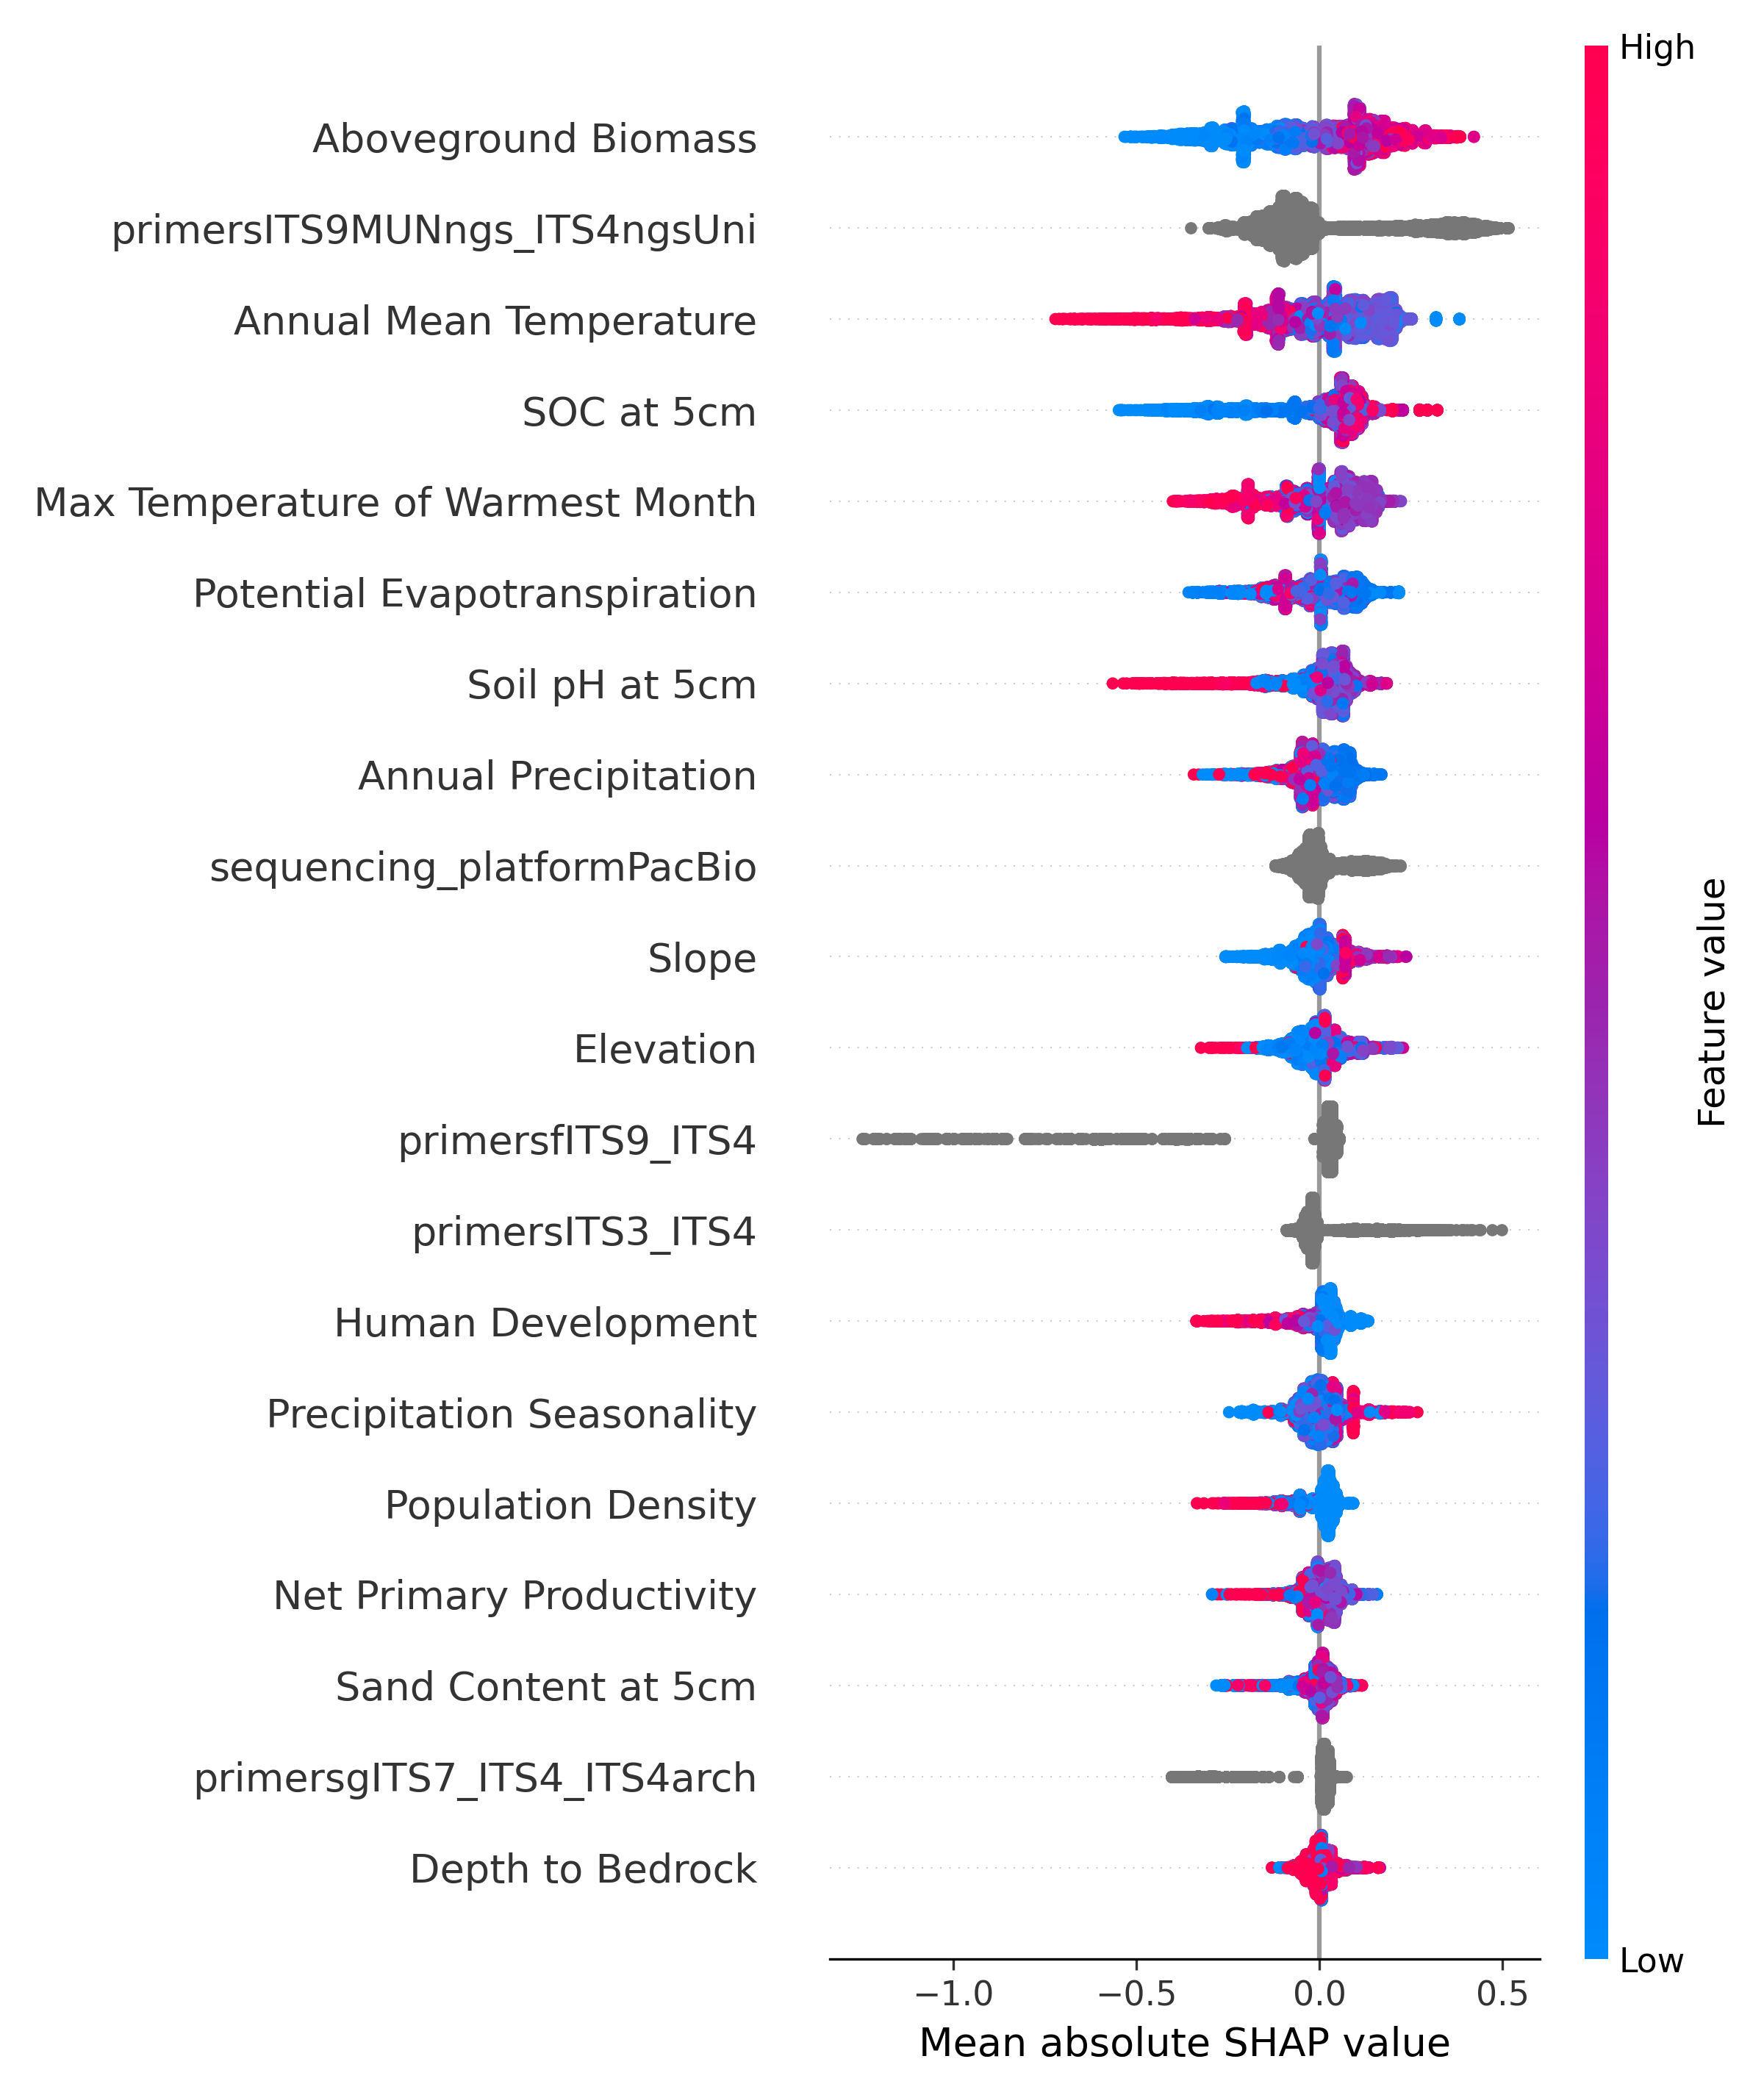 High
Aboveground Biomass
primersITS9MUNngs_ITS4ngsUni
Annual Mean Temperature
SOC at 5cm
Max Temperature of Warmest Month
Potential Evapotranspiration
Soil pH at 5cm
Annual Precipitation
sequencing_platformPacBio
Slope
Elevation
primersfITS9_ITS4
primersITS3_ITS4
Human Development
Precipitation Seasonality
Population Density
Net Primary Productivity
Sand Content at 5cm
primersgITS7_ITS4_ITS4arch
Depth to Bedrock
Feature value
Low
−1.0 −0.5 0.0 0.5
Mean absolute SHAP value